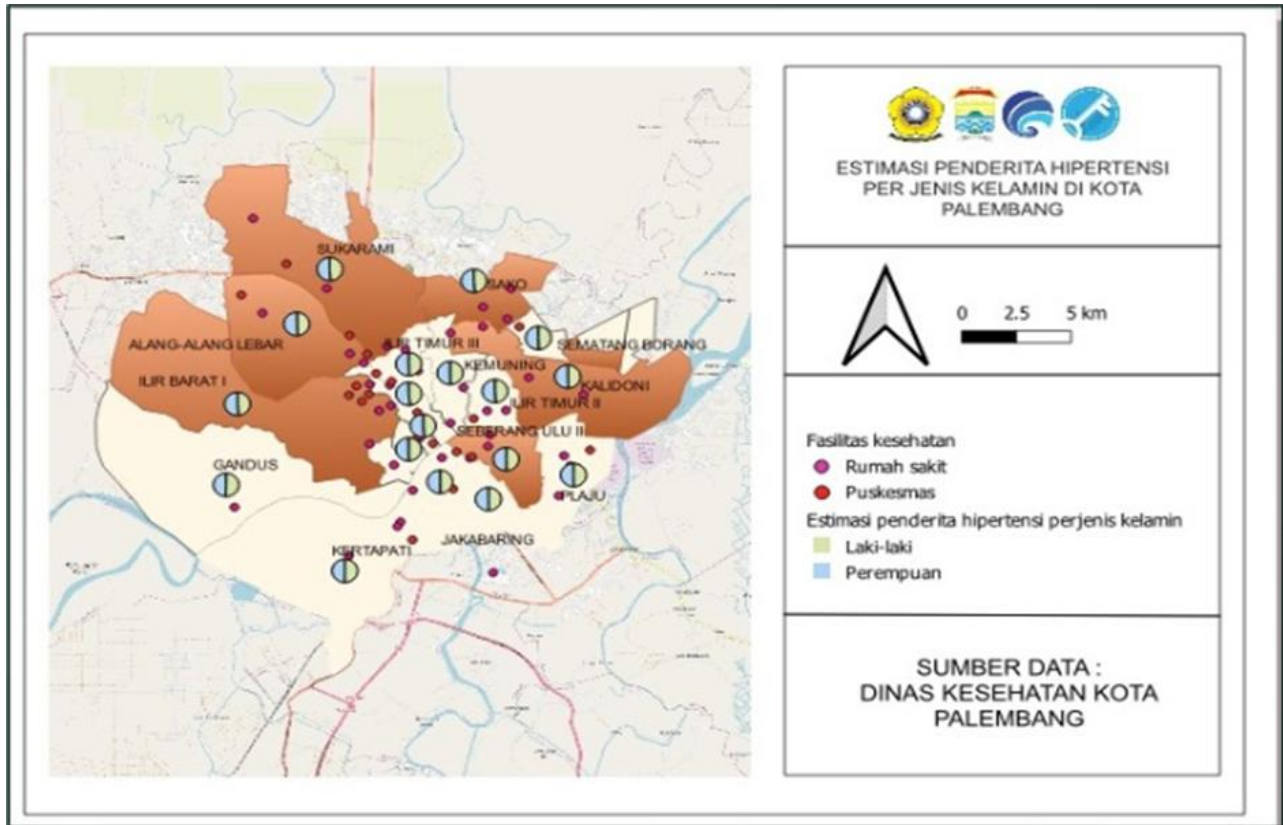 SUKARAMI
SAKO
ALANG-ALANG LEBAR
ILIR TIMUR III
SEMATANG BORANG
KEMUNING
ILIR BARAT I
KALIDONI
ILIR TIMUR II
SEBERANG ULU II
GANDUS
PLAJU
JAKABARING
KERTAPATI
ESTIMASI PENDERITA HIPERTENSI
PER JENIS KELAMIN DI KOTA
PALEMBANG
0 2.5 5 km
Fasilitas kesehatan
Rumah sakit
Puskesmas
Estimasi penderita hipertensi perjenis kelamin
Laki-laki
Perempuan
SUMBER DATA :
DINAS KESEHATAN KOTA
PALEMBANG